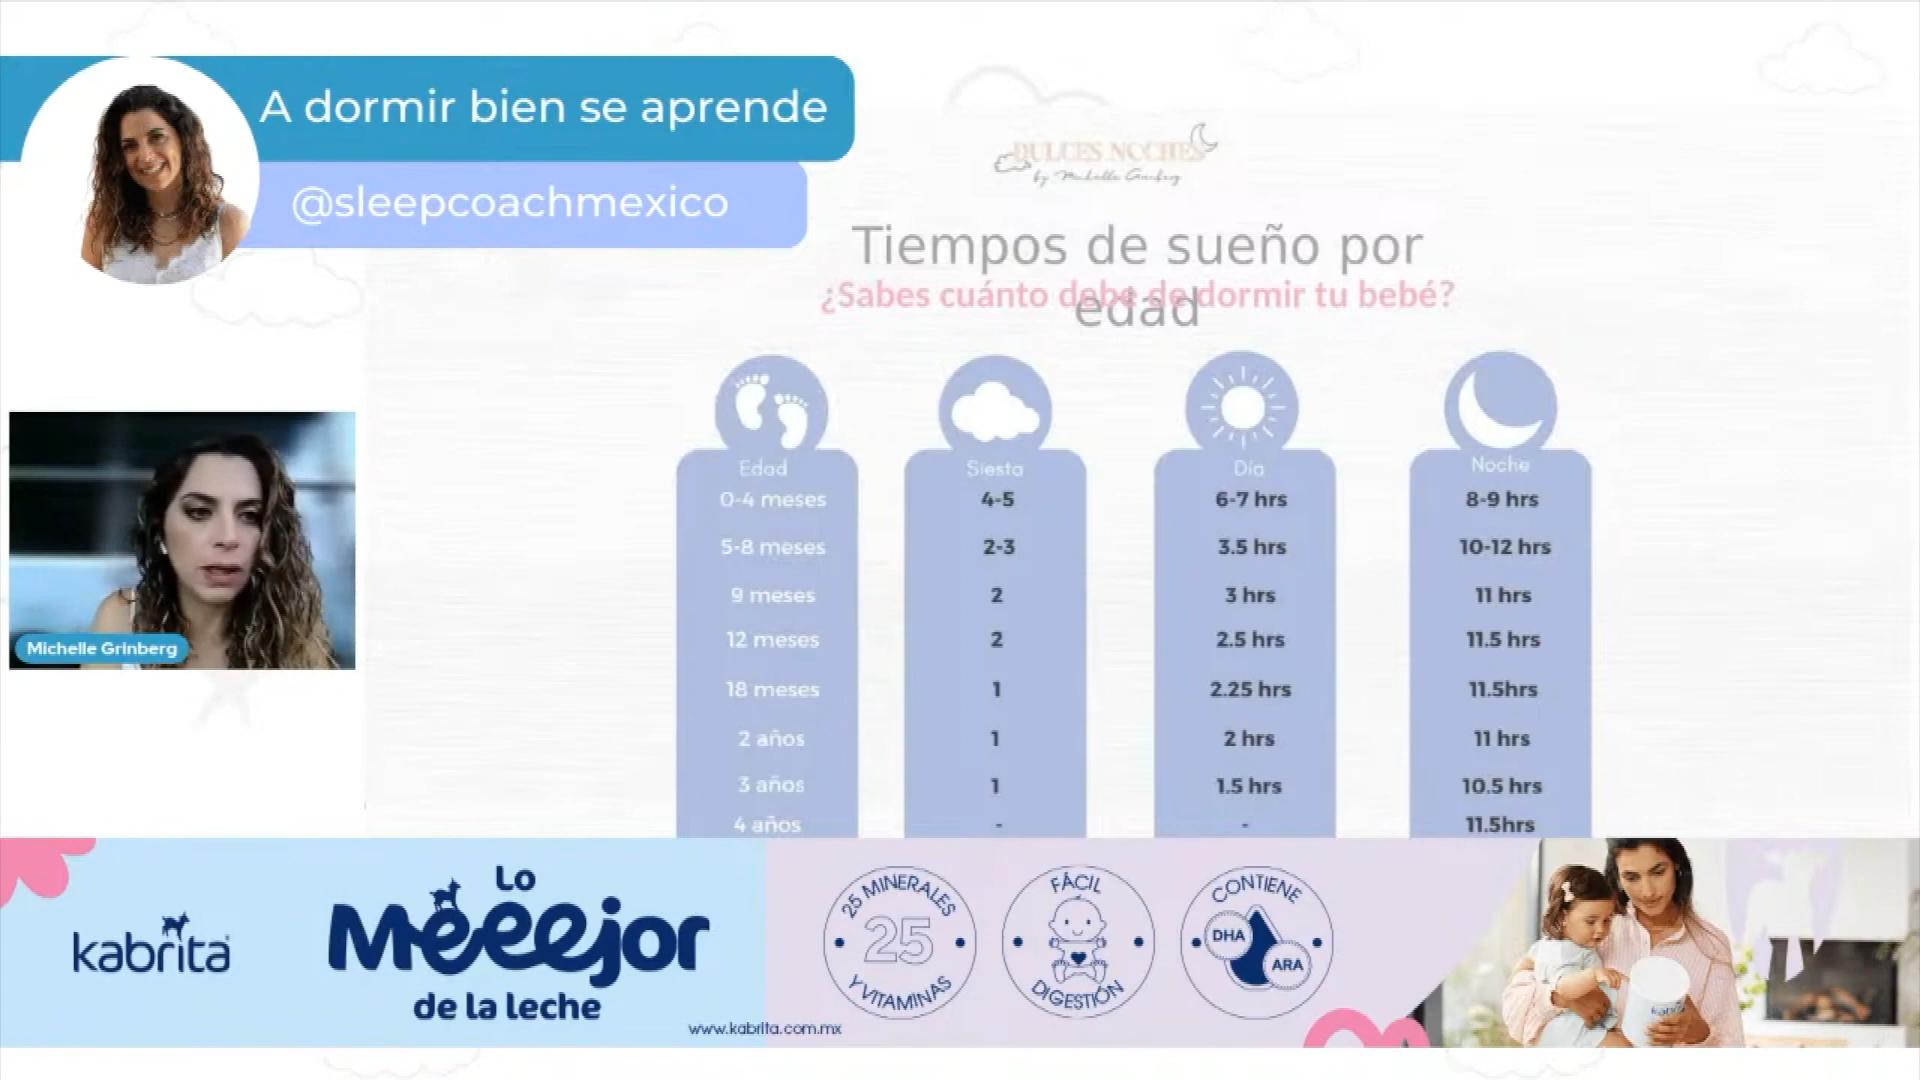 A dormir bien se aprende
@sleepcoachmexico
DULCES NOCHES
by Michelle Grinberg
Tiempos de sueño por
edad
¿Sabes cuánto debe de dormir tu bebé?
Edad Siesta Día Noche
0-4 meses 4-5 6-7 hrs 8-9 hrs
5-8 meses 2-3 3.5 hrs 10-12 hrs
9 meses 2 3 hrs 11 hrs
12 meses 2 2.5 hrs 11.5 hrs
18 meses 1 2.25 hrs 11.5hrs
2 años 1 2 hrs 11 hrs
3 años 1 1.5 hrs 10.5 hrs
4 años - - 11.5hrs
Michelle Grinberg
kabrita
Lo
Meeejor
de la leche
www.kabrita.com.mx
25 MINERALES
25
Y VITAMINAS
FÁCIL
DIGESTIÓN
CONTIENE
DHA
ARA
kabrita